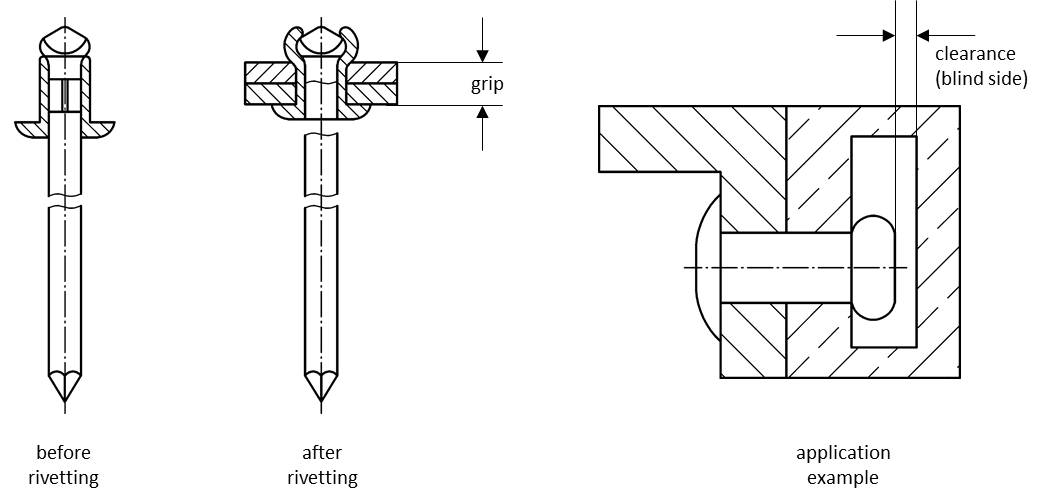 clearance
(blind side)
grip
before
rivetting
after
rivetting
application
example